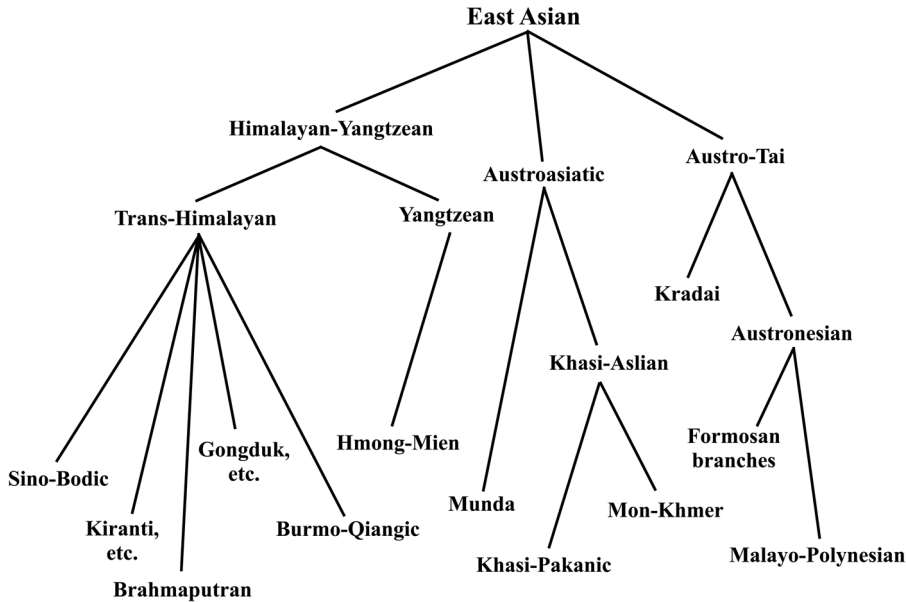 East Asian
Himalayan-Yangtzean
Austro-Tai
Austroasiatic
Trans-Himalayan
Yangtzean
Kradai
Austronesian
Khasi-Aslian
Hmong-Mien
Formosan
branches
Gongduk,
etc.
Sino-Bodic
Munda
Mon-Khmer
Kiranti,
etc.
Burmo-Qiangic
Malayo-Polynesian
Khasi-Pakanic
Brahmaputran